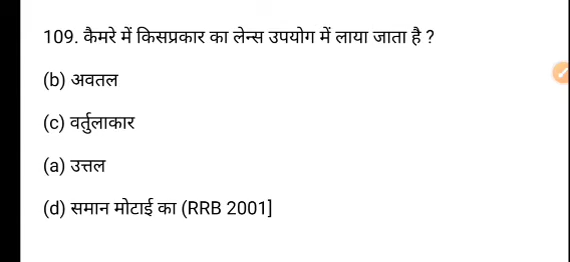 109. कैमरे में किसप्रकार का लेन्स उपयोग में लाया जाता है ?
(b) अवतल
(c) वर्तुलाकार
(a) उत्तल
(d) समान मोटाई का (RRB 2001]